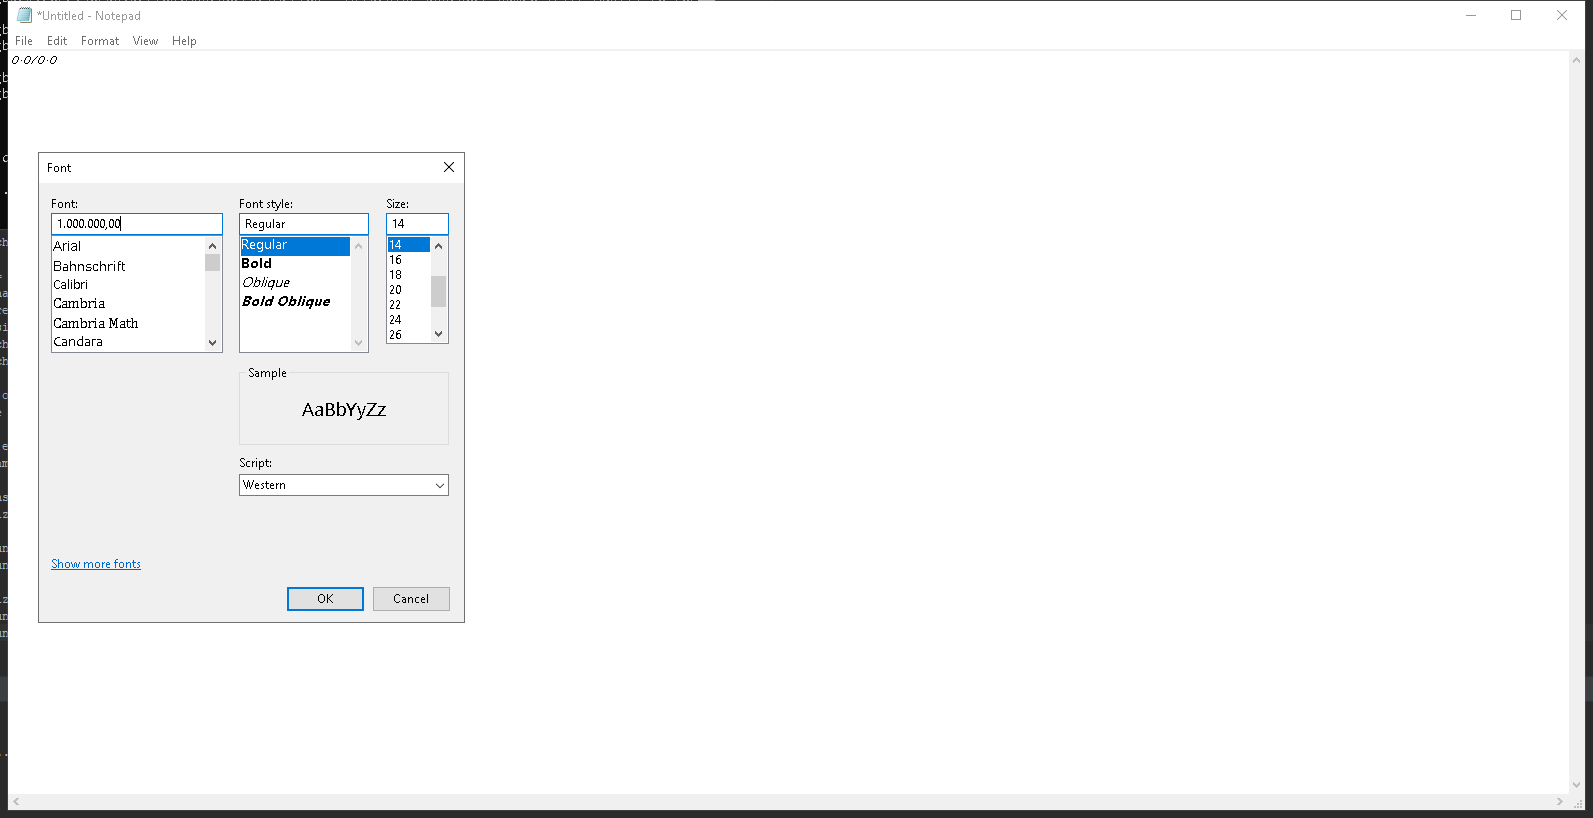 *Untitled - Notepad
File Edit Format View Help
0-0/0-0
Font
Font: Font style: Size:
1.000.000,00 Regular 14
Arial Regular 14
Bahnschrift Bold 16
Calibri Oblique 18
Cambria Bold Oblique 20
Cambria Math 22
Candara 24
26
Sample
AaBbYyZz
Script:
Western
Show more fonts
OK Cancel